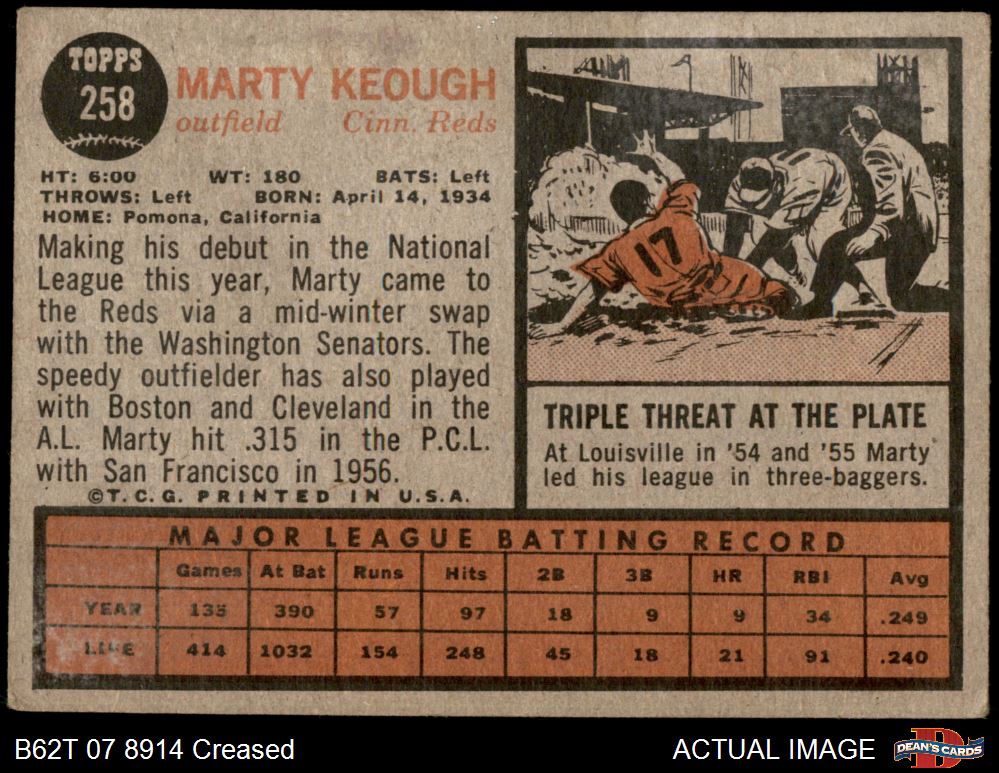 TOPPS
258
MARTY KEOUGH
outfield Cinn. Reds
HT: 6:00 WT: 180 BATS: Left
THROWS: Left BORN: April 14, 1934
HOME: Pomona, California
Making his debut in the National
League this year, Marty came to
the Reds via a mid-winter swap
with the Washington Senators. The
speedy outfielder has also played
with Boston and Cleveland in the
A.L. Marty hit .315 in the P.C.L.
with San Francisco in 1956.
©T.C.G. PRINTED IN U.S.A.
17
TRIPLE THREAT AT THE PLATE
At Louisville in '54 and '55 Marty
led his league in three-baggers.
MAJOR LEAGUE BATTING RECORD
Games At Bat Runs Hits 2B 3B HR RBI Avg
YEAR 135 390 57 97 18 9 9 34 .249
LIFE 414 1032 154 248 45 18 21 91 .240
B62T 07 8914 Creased
ACTUAL IMAGE
D
DEAN'S CARDS